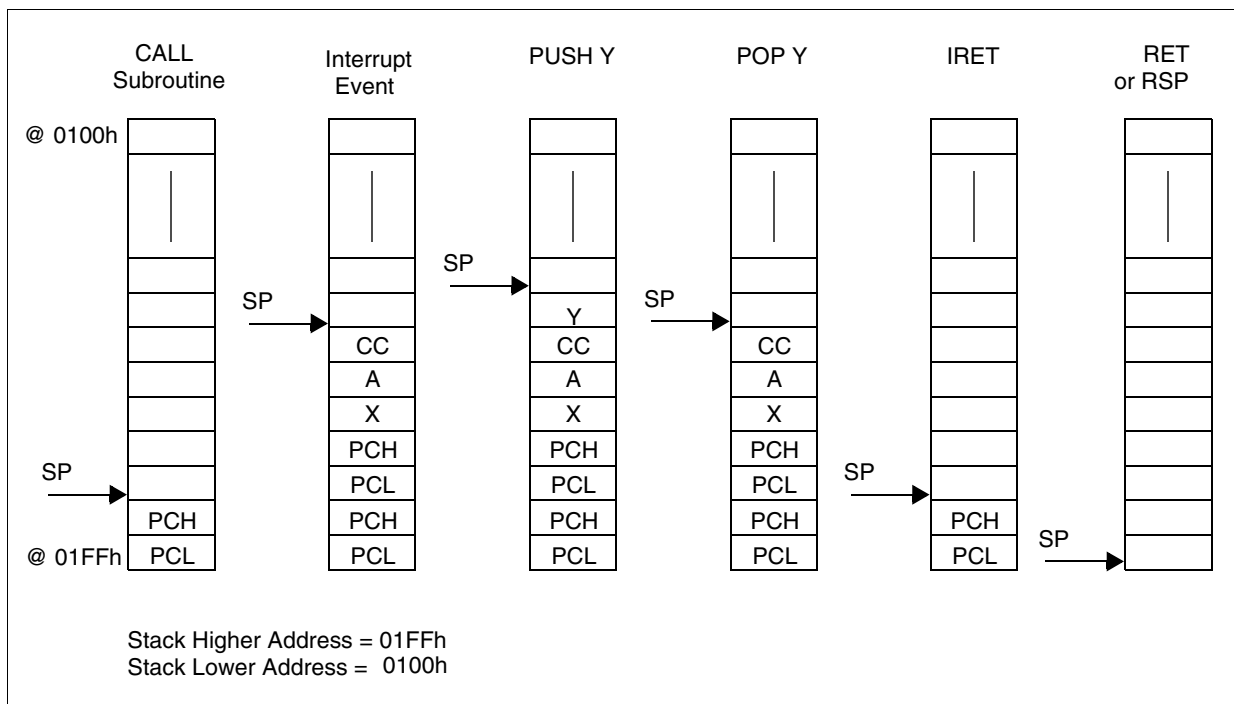 CALL
Subroutine
Interrupt
Event
PUSH Y
POP Y
IRET
RET
or RSP
@ 0100h
SP
SP
SP
Y
CC
CC
CC
A
A
A
X
X
X
PCH
PCH
PCH
SP
PCL
PCL
PCL
SP
PCH
PCH
PCH
PCH
PCH
@ 01FFh
PCL
PCL
PCL
PCL
PCL
SP
Stack Higher Address = 01FFh
Stack Lower Address = 0100h